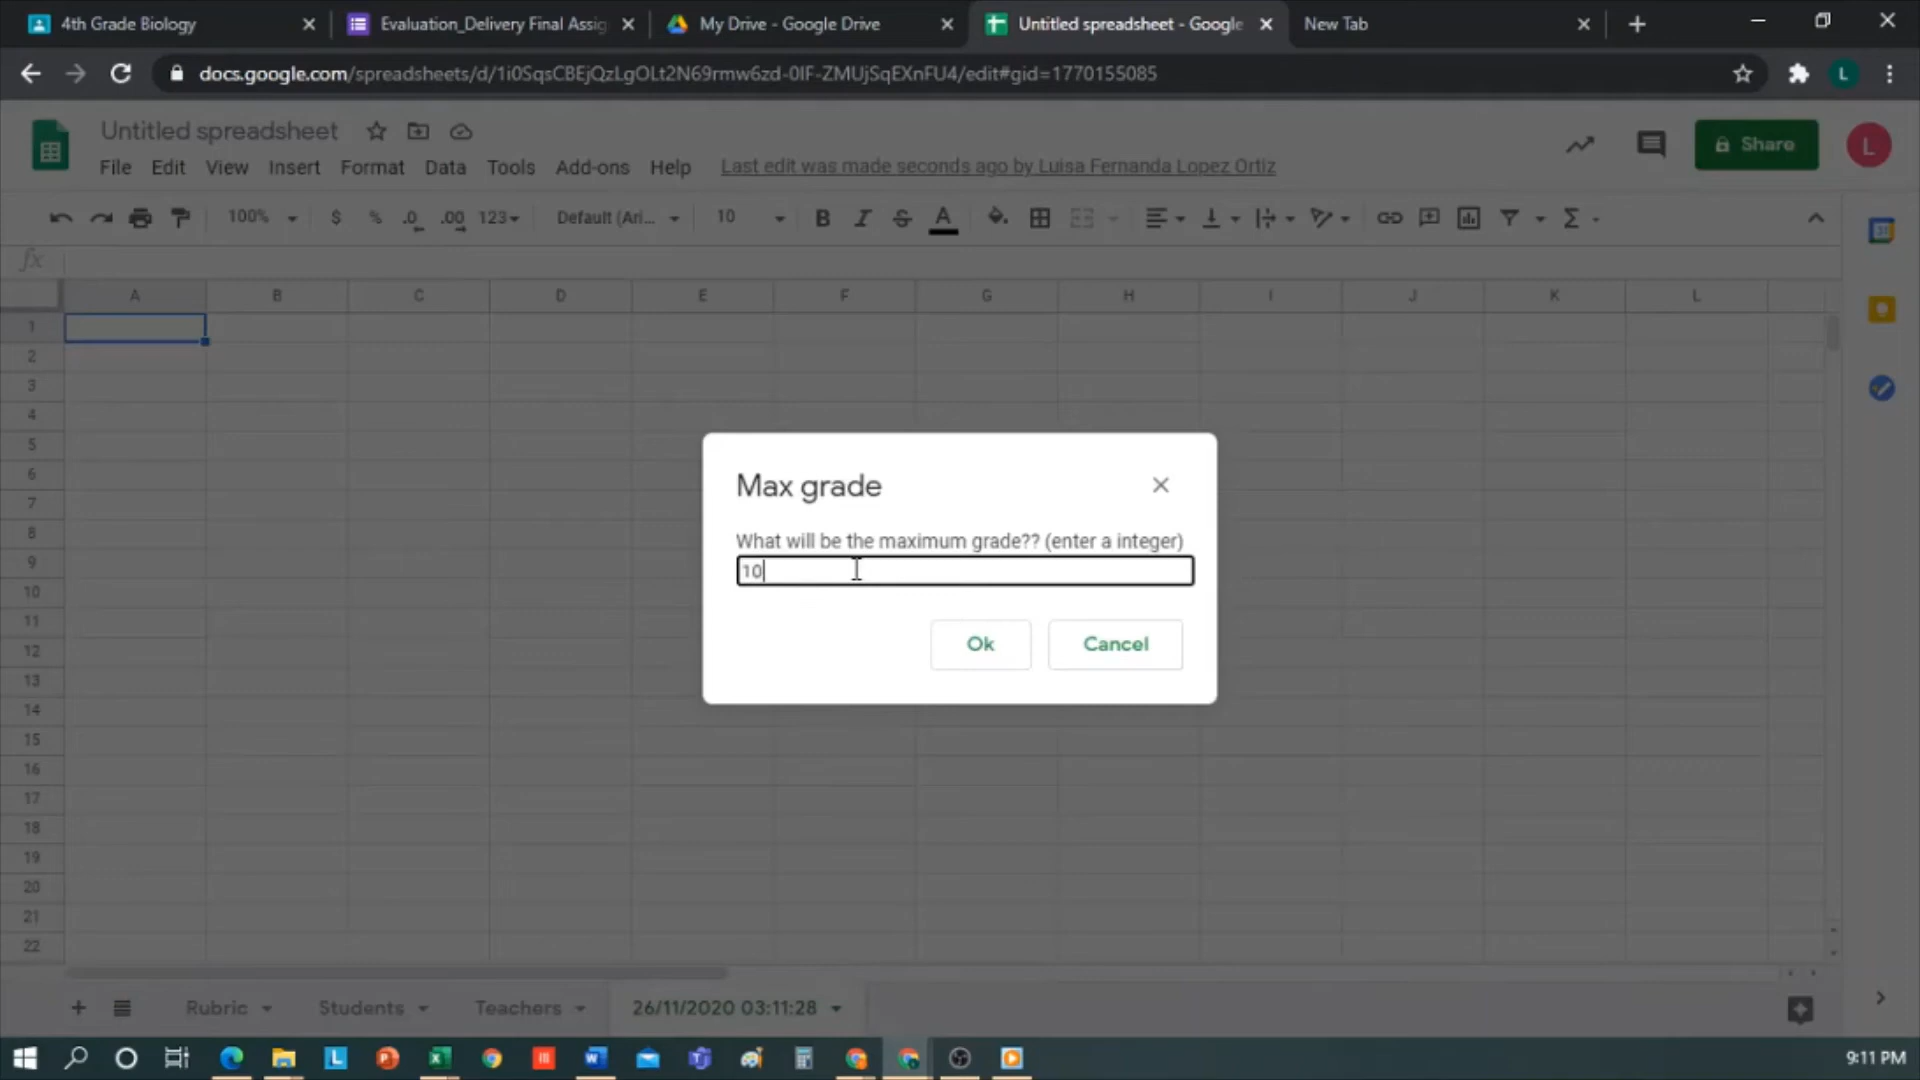 4th Grade Biology
Evaluation_Delivery Final Assig
My Drive - Google Drive
Untitled spreadsheet - Google
New Tab
docs.google.com/spreadsheets/d/1i0SqsCBEjQzLgOLt2N69rmw6zd-0IF-ZMUjSqEXnFU4/edit#gid=1770155085
L
Untitled spreadsheet
File Edit View Insert Format Data Tools Add-ons Help Last edit was made seconds ago by Luisa Fernanda Lopez Ortiz
Share
L
100% $ % .0 .00 123 Default (Ari... 10 B I S A
fx
A B C D E F G H I J K L
1
2
3
4
5
6
7
8
9
10
11
12
13
14
15
16
17
18
19
20
21
22
Max grade
What will be the maximum grade?? (enter a integer)
10
Ok Cancel
Rubric Students Teachers 26/11/2020 03:11:28
9:11 PM